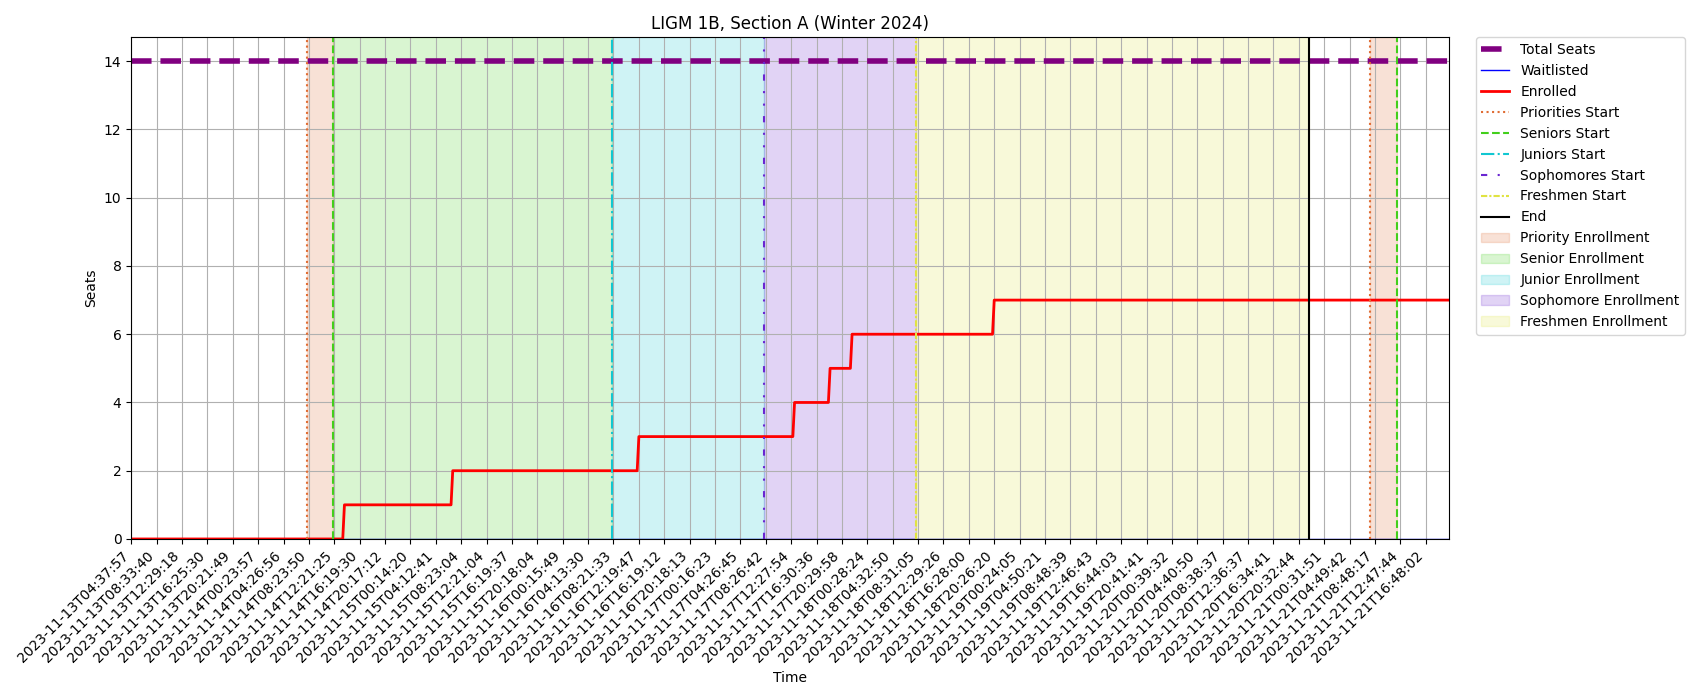 LIGM 1B, Section A (Winter 2024)
Seats
14
12
10
8
6
4
2
0
2023-11-13T04:37:57
2023-11-13T08:33:40
2023-11-13T12:29:18
2023-11-13T16:25:30
2023-11-13T20:21:49
2023-11-14T00:23:57
2023-11-14T04:26:56
2023-11-14T08:23:50
2023-11-14T12:21:25
2023-11-14T16:19:30
2023-11-14T20:17:12
2023-11-15T00:14:20
2023-11-15T04:12:41
2023-11-15T08:23:04
2023-11-15T12:21:04
2023-11-15T16:19:37
2023-11-15T20:18:04
2023-11-16T00:15:49
2023-11-16T04:13:30
2023-11-16T08:21:33
2023-11-16T12:19:47
2023-11-16T16:19:12
2023-11-16T20:18:13
2023-11-17T00:16:23
2023-11-17T04:26:45
2023-11-17T08:26:42
2023-11-17T12:27:54
2023-11-17T16:30:36
2023-11-17T20:29:58
2023-11-18T00:28:24
2023-11-18T04:32:50
2023-11-18T08:31:05
2023-11-18T12:29:26
2023-11-18T16:28:00
2023-11-18T20:26:20
2023-11-19T00:24:05
2023-11-19T04:50:21
2023-11-19T08:48:39
2023-11-19T12:46:43
2023-11-19T16:44:03
2023-11-19T20:41:41
2023-11-20T00:39:32
2023-11-20T04:40:50
2023-11-20T08:38:37
2023-11-20T12:36:37
2023-11-20T16:34:41
2023-11-20T20:32:44
2023-11-21T00:31:51
2023-11-21T04:49:42
2023-11-21T08:48:17
2023-11-21T12:47:44
2023-11-21T16:48:02
Time
Total Seats
Waitlisted
Enrolled
Priorities Start
Seniors Start
Juniors Start
Sophomores Start
Freshmen Start
End
Priority Enrollment
Senior Enrollment
Junior Enrollment
Sophomore Enrollment
Freshmen Enrollment